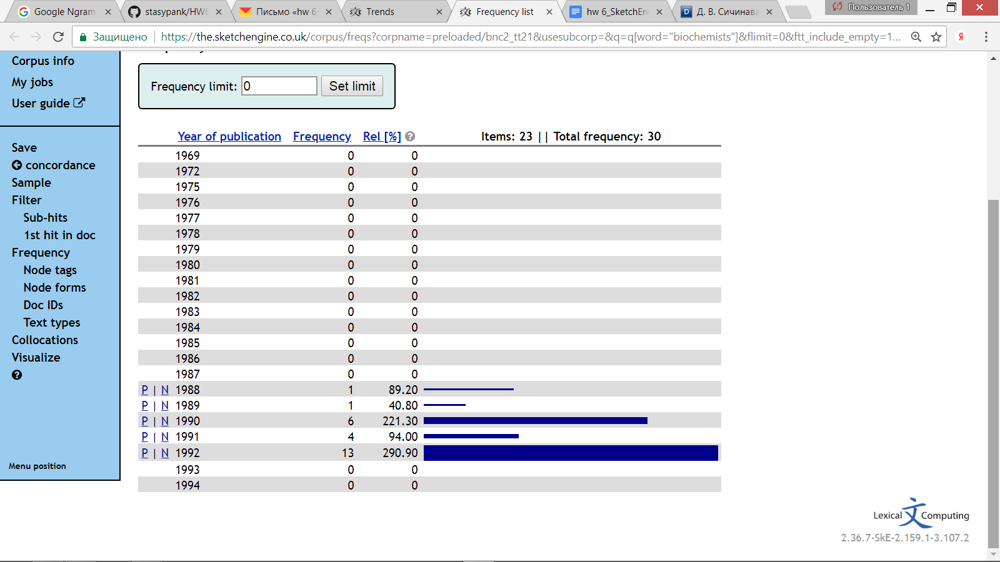 Google Ngram
stasypank/HW6
Письмо «hw 6_
Trends
Frequency list
hw 6_SketchEn
Д. В. Сичинава
Пользователь 1
Защищено
https://the.sketchengine.co.uk/corpus/freqs?corpname=preloaded/bnc2_tt21&usesubcorp=&q=q[word="biochemists"]&flimit=0&ftt_include_empty=1...
Corpus info
My jobs
User guide
Save
concordance
Sample
Filter
Sub-hits
1st hit in doc
Frequency
Node tags
Node forms
Doc IDs
Text types
Collocations
Visualize
?
Menu position
Frequency limit: 0 Set limit
Year of publication Frequency Rel [%] ? Items: 23 || Total frequency: 30
1969 0 0
1972 0 0
1975 0 0
1976 0 0
1977 0 0
1978 0 0
1979 0 0
1980 0 0
1981 0 0
1982 0 0
1983 0 0
1984 0 0
1985 0 0
1986 0 0
1987 0 0
P | N 1988 1 89.20
P | N 1989 1 40.80
P | N 1990 6 221.30
P | N 1991 4 94.00
P | N 1992 13 290.90
1993 0 0
1994 0 0
Lexical 文 Computing
2.36.7-SkE-2.159.1-3.107.2